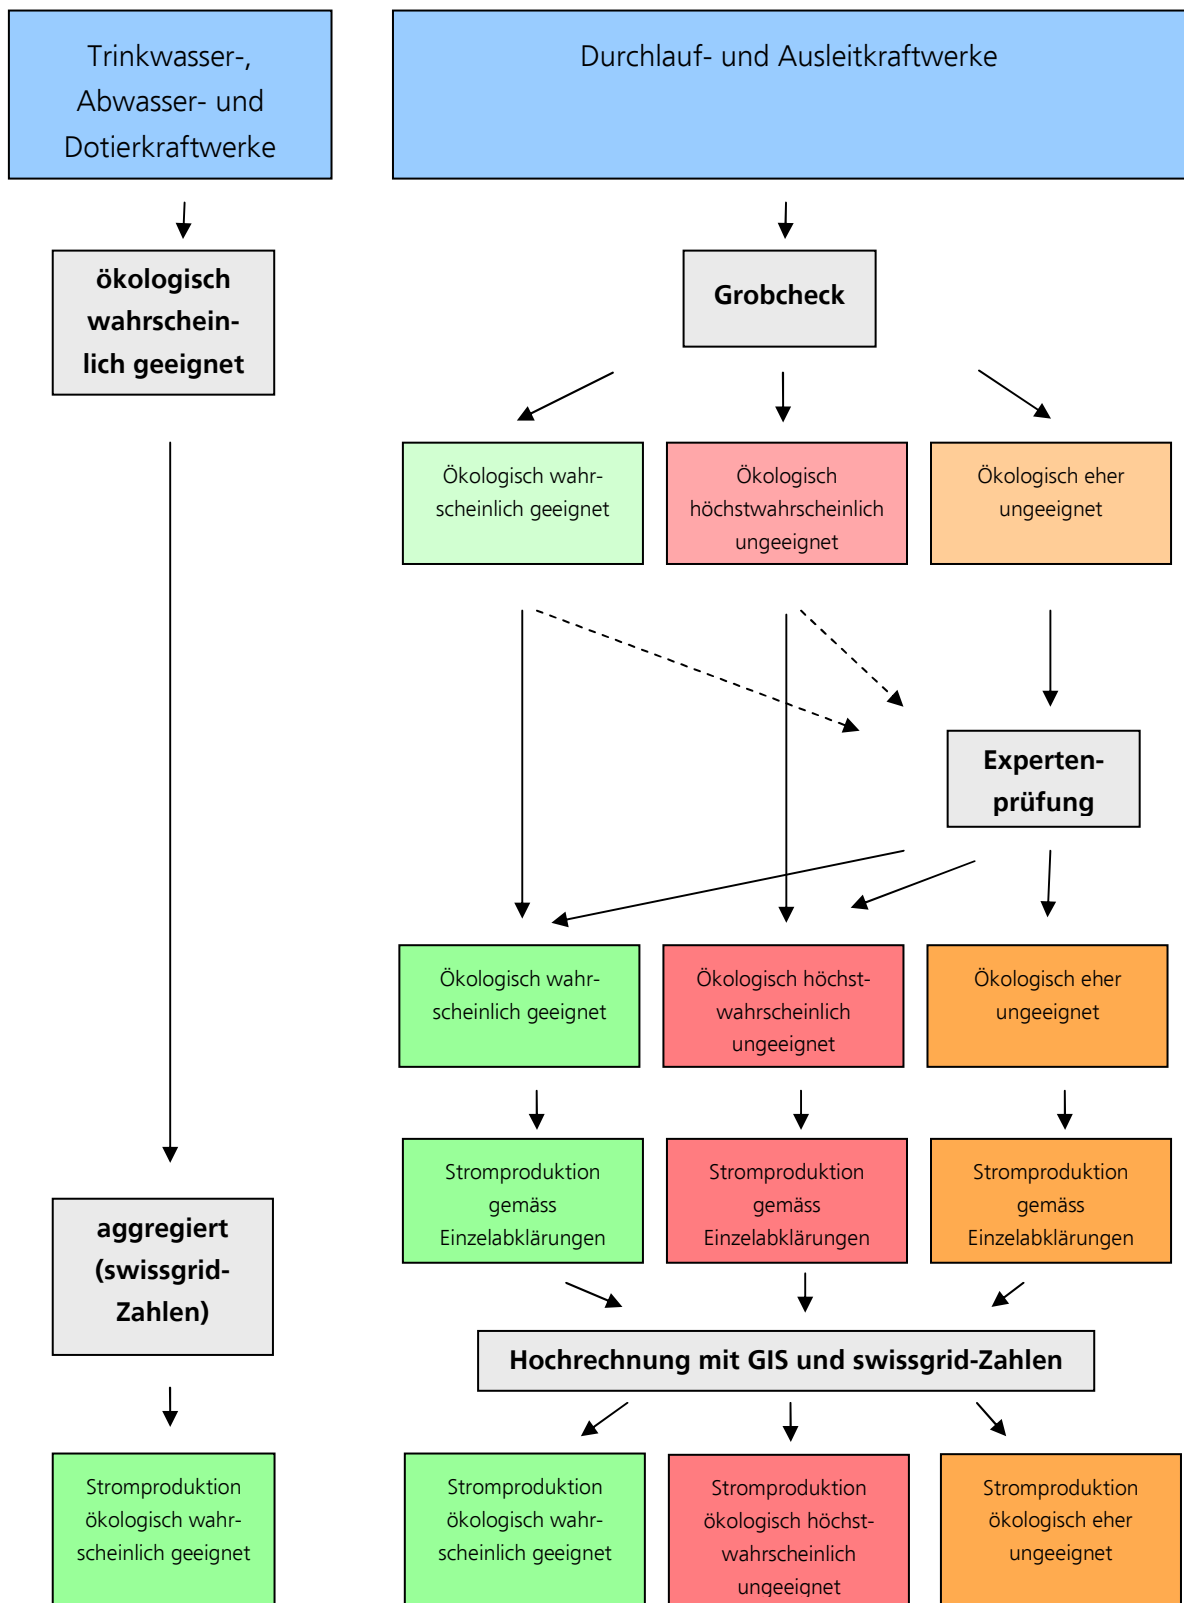 Trinkwasser-,
Abwasser- und
Dotierkraftwerke
Durchlauf- und Ausleitkraftwerke
ökologisch
wahrschein-
lich geeignet
Grobcheck
Ökologisch wahr-
scheinlich geeignet
Ökologisch
höchstwahrscheinlich
ungeeignet
Ökologisch eher
ungeeignet
Experten-
prüfung
Ökologisch wahr-
scheinlich geeignet
Ökologisch höchst-
wahrscheinlich
ungeeignet
Ökologisch eher
ungeeignet
Stromproduktion
gemäss
Einzelabklärungen
Stromproduktion
gemäss
Einzelabklärungen
Stromproduktion
gemäss
Einzelabklärungen
aggregiert
(swissgrid-
Zahlen)
Hochrechnung mit GIS und swissgrid-Zahlen
Stromproduktion
ökologisch wahr-
scheinlich geeignet
Stromproduktion
ökologisch wahr-
scheinlich geeignet
Stromproduktion
ökologisch höchst-
wahrscheinlich
ungeeignet
Stromproduktion
ökologisch eher
ungeeignet